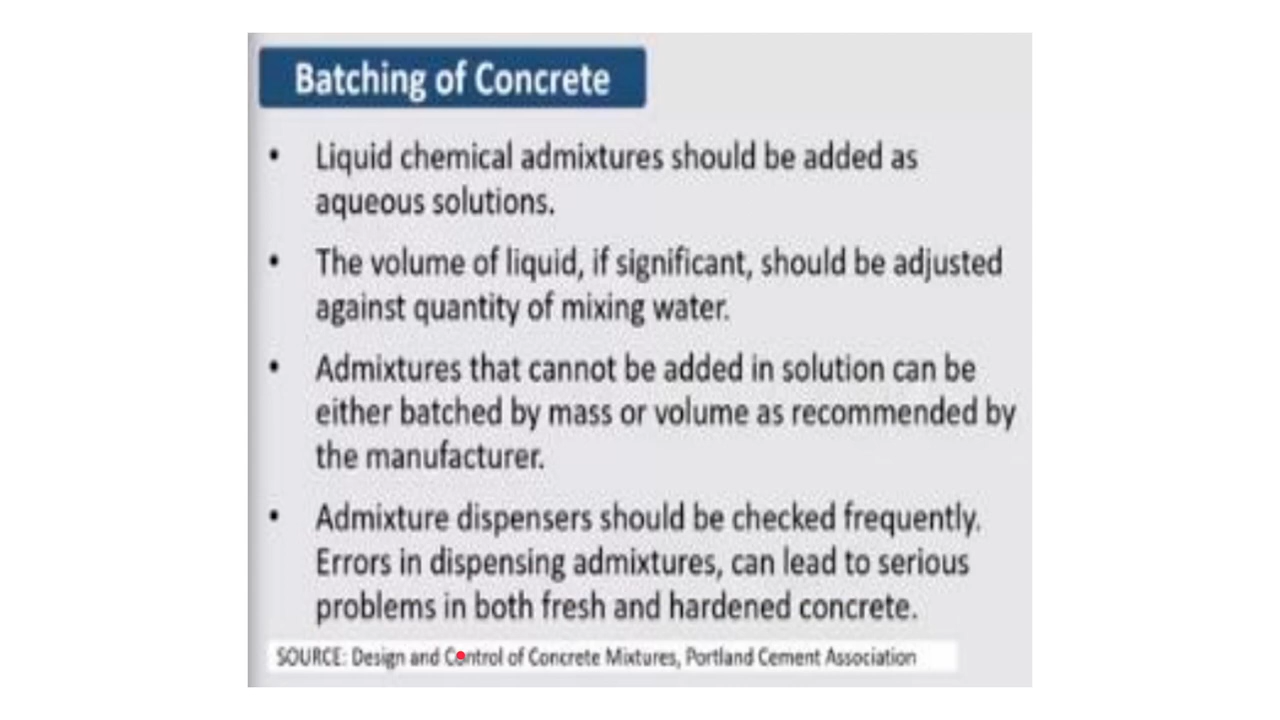 Batching of Concrete
• Liquid chemical admixtures should be added as
aqueous solutions.
• The volume of liquid, if significant, should be adjusted
against quantity of mixing water.
• Admixtures that cannot be added in solution can be
either batched by mass or volume as recommended by
the manufacturer.
• Admixture dispensers should be checked frequently.
Errors in dispensing admixtures, can lead to serious
problems in both fresh and hardened concrete.
SOURCE: Design and Control of Concrete Mixtures, Portland Cement Association